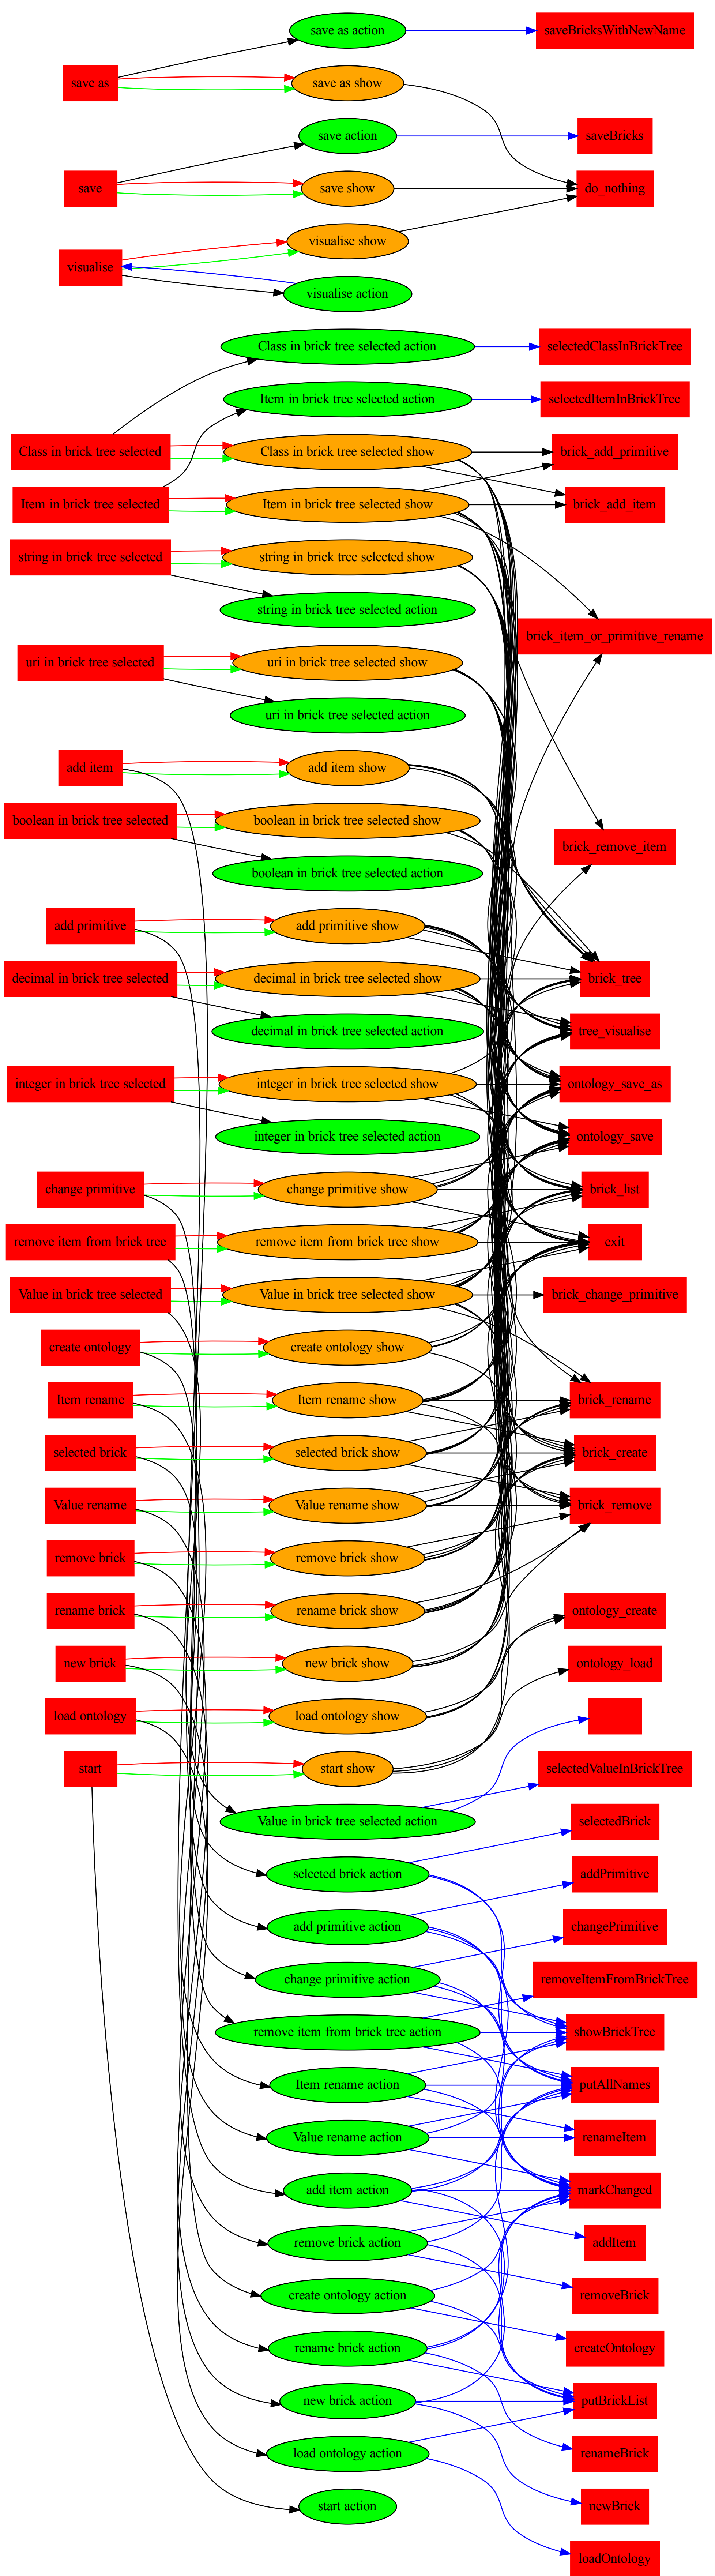 save as action
saveBricksWithNewName
save as
save as show
save action
saveBricks
save
save show
do_nothing
visualise show
visualise
visualise action
Class in brick tree selected action
selectedClassInBrickTree
Item in brick tree selected action
selectedItemInBrickTree
Class in brick tree selected
Class in brick tree selected show
brick_add_primitive
Item in brick tree selected
Item in brick tree selected show
brick_add_item
string in brick tree selected
string in brick tree selected show
string in brick tree selected action
brick_item_or_primitive_rename
uri in brick tree selected
uri in brick tree selected show
uri in brick tree selected action
add item
add item show
boolean in brick tree selected
boolean in brick tree selected show
brick_remove_item
boolean in brick tree selected action
add primitive
add primitive show
decimal in brick tree selected
decimal in brick tree selected show
brick_tree
decimal in brick tree selected action
tree_visualise
integer in brick tree selected
integer in brick tree selected show
ontology_save_as
integer in brick tree selected action
ontology_save
change primitive
change primitive show
brick_list
remove item from brick tree
remove item from brick tree show
exit
Value in brick tree selected
Value in brick tree selected show
brick_change_primitive
create ontology
create ontology show
Item rename
Item rename show
brick_rename
selected brick
selected brick show
brick_create
Value rename
Value rename show
brick_remove
remove brick
remove brick show
rename brick
rename brick show
ontology_create
new brick
new brick show
ontology_load
load ontology
load ontology show
start
start show
selectedValueInBrickTree
Value in brick tree selected action
selectedBrick
selected brick action
addPrimitive
add primitive action
changePrimitive
change primitive action
removeItemFromBrickTree
remove item from brick tree action
showBrickTree
Item rename action
putAllNames
Value rename action
renameItem
add item action
markChanged
remove brick action
addItem
create ontology action
removeBrick
rename brick action
createOntology
new brick action
putBrickList
load ontology action
renameBrick
start action
newBrick
loadOntology